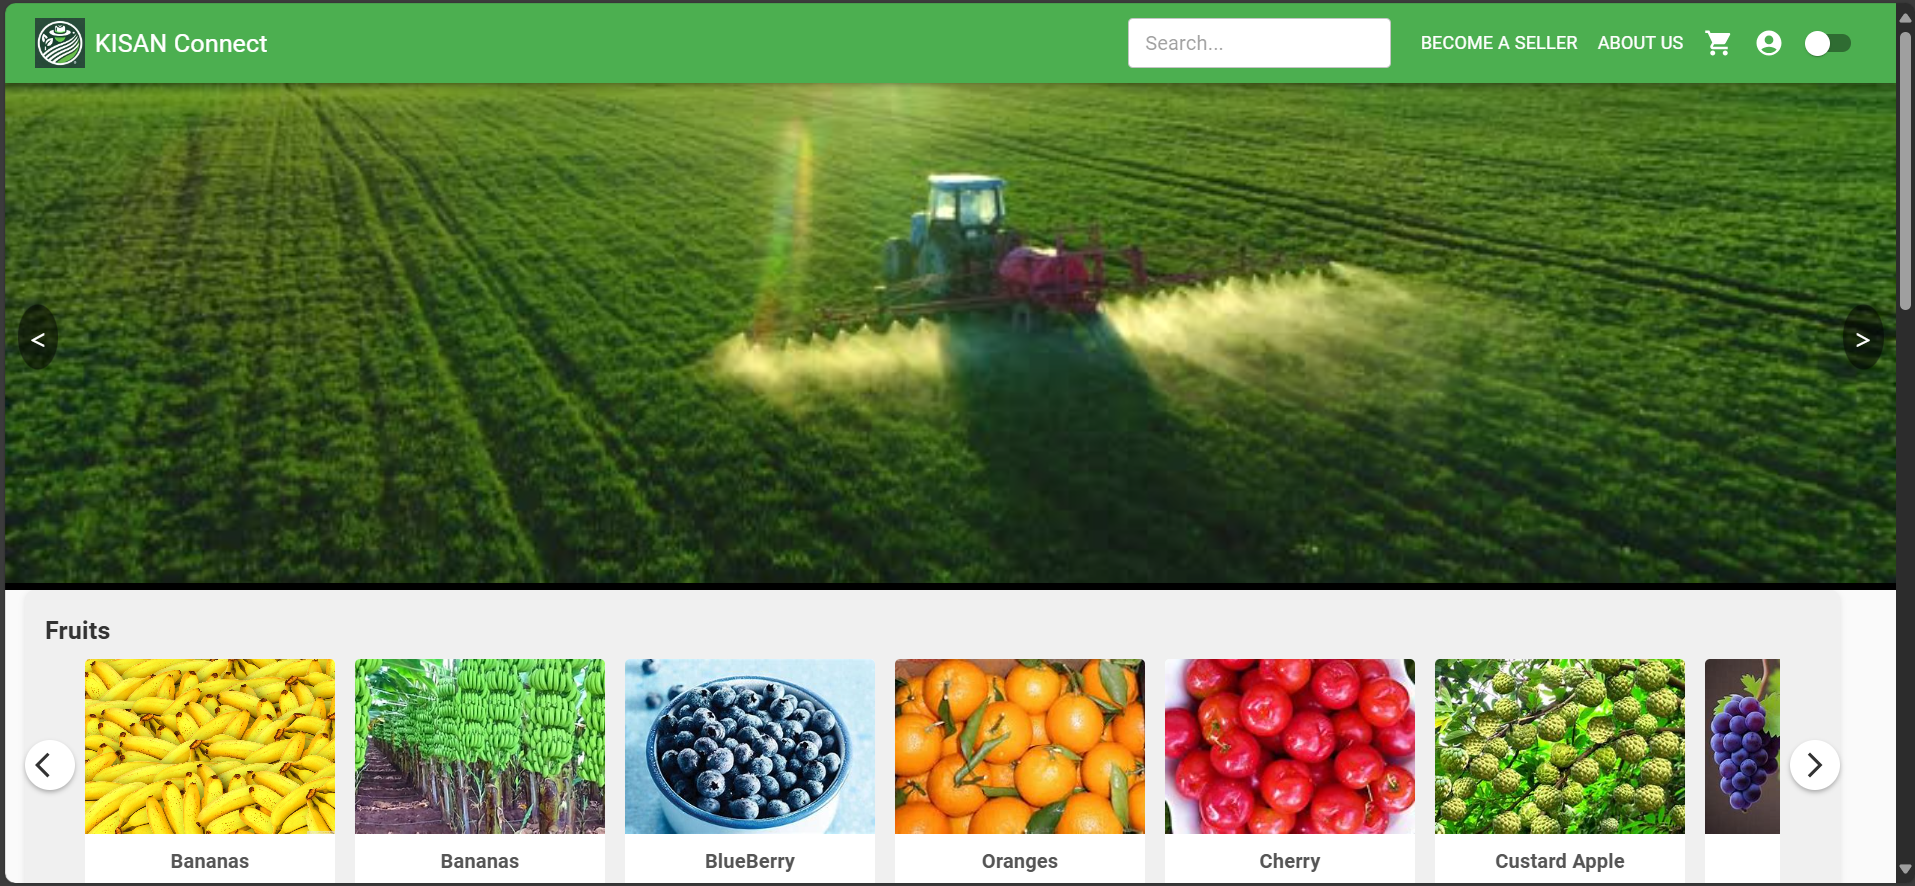 KISAN Connect
Search...
BECOME A SELLER
ABOUT US
<
>
Fruits
Bananas
Bananas
BlueBerry
Oranges
Cherry
Custard Apple